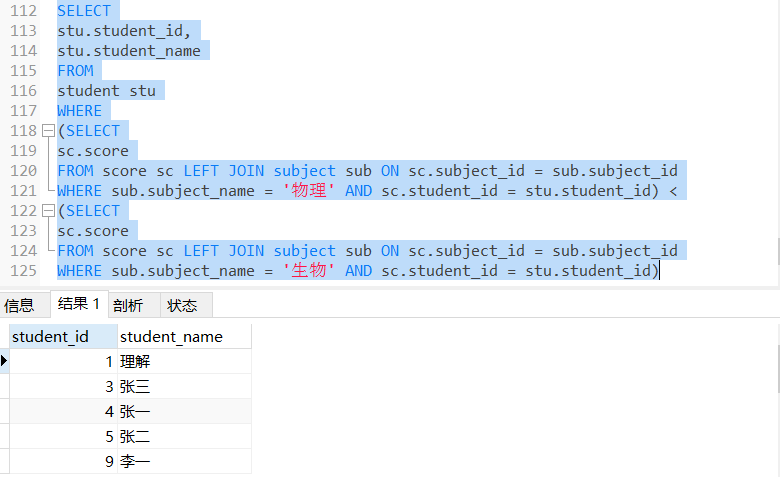 112 SELECT
113 stu.student_id,
114 stu.student_name
115 FROM
116 student stu
117 WHERE
118 (SELECT
119 sc.score
120 FROM score sc LEFT JOIN subject sub ON sc.subject_id = sub.subject_id
121 WHERE sub.subject_name = '物理' AND sc.student_id = stu.student_id) <
122 (SELECT
123 sc.score
124 FROM score sc LEFT JOIN subject sub ON sc.subject_id = sub.subject_id
125 WHERE sub.subject_name = '生物' AND sc.student_id = stu.student_id)
信息 结果 1 剖析 状态
student_id student_name
1 理解
3 张三
4 张一
5 张二
9 李一